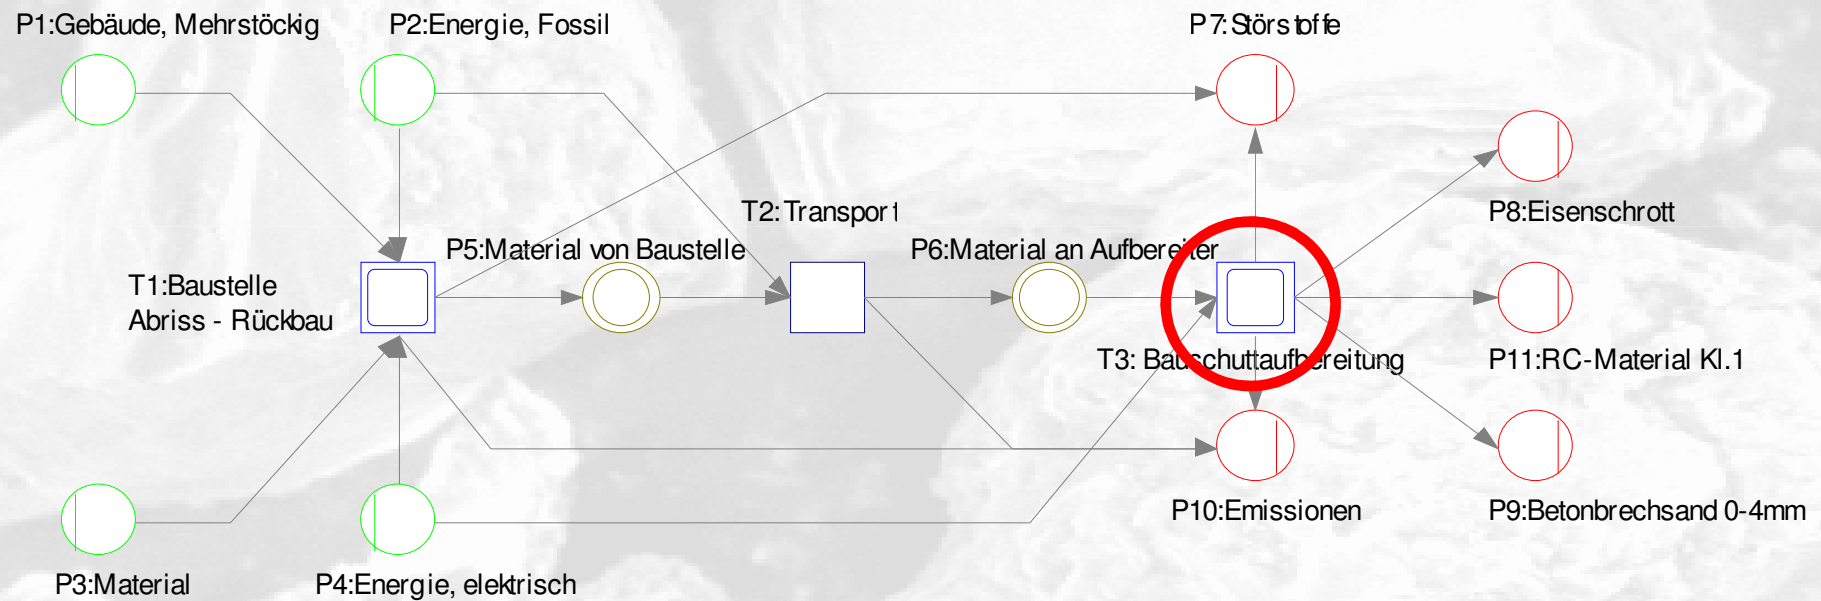 P1:Gebäude, Mehrstöckig
P2:Energie, Fossil
P7:Störstoffe
T2:Transport
P8:Eisenschrott
P5:Material von Baustelle
P6:Material an Aufbereiter
T1:Baustelle
Abriss - Rückbau
T3: Bauschuttaufbereitung
P11:RC-Material Kl.1
P10:Emissionen
P9:Betonbrechsand 0-4mm
P3:Material
P4:Energie, elektrisch